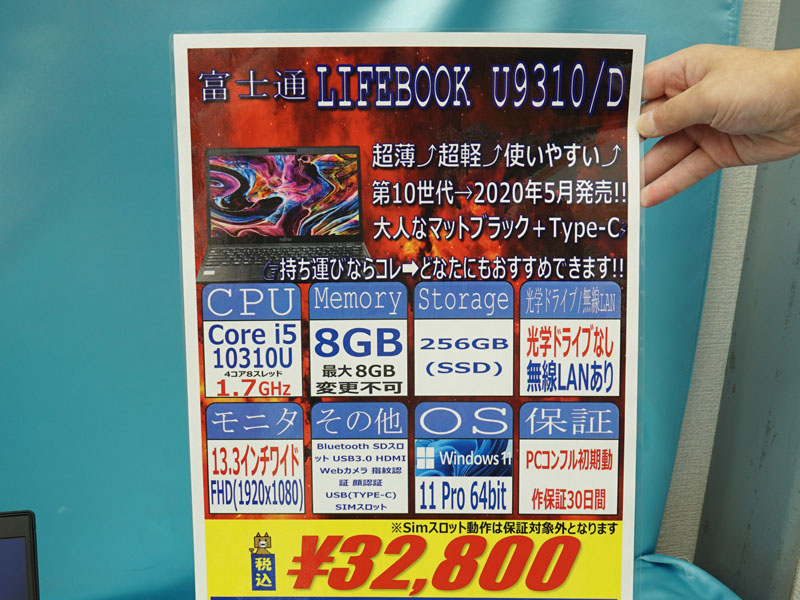 富士通 LIFEBOOK U9310/D
超薄⤴超軽⤴使いやすい⤴
第10世代→2020年5月発売!!
大人なマットブラック＋Type-C
持ち運びならコレ➡どなたにもおすすめできます!!
CPU
Core i5
10310U
4コア8スレッド
1.7GHz
Memory
8GB
最大8GB
変更不可
Storage
256GB
(SSD)
光学ドライブ/無線LAN
光学ドライブなし
無線LANあり
モニタ
13.3インチワイド
FHD(1920x1080)
その他
Bluetooth SDスロ
ット USB3.0 HDMI
Webカメラ 指紋認
証 顔認証
USB(TYPE-C)
SIMスロット
OS
Windows 11
11 Pro 64bit
保証
PCコンフル初期動
作保証30日間
※Simスロット動作は保証対象外となります
税込
¥32,800